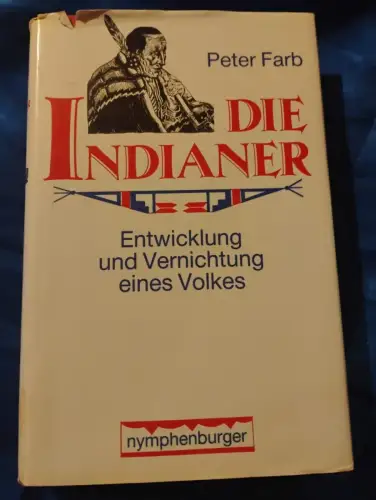 Peter Farb
DIE
INDIANER
Entwicklung
und Vernichtung
eines Volkes
nymphenburger